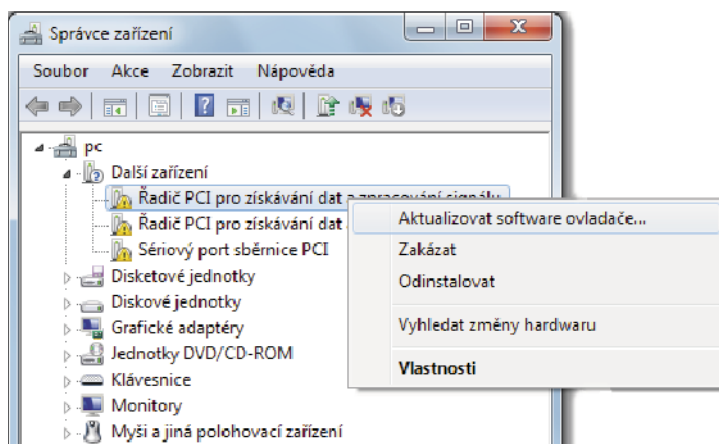 Správce zařízení
Soubor Akce Zobrazit Nápověda
pc
Další zařízení
Řadič PCI pro získávání dat a zpracování signálu
Řadič PCI pro získávání dat
Sériový port sběrnice PCI
Disketové jednotky
Diskové jednotky
Grafické adaptéry
Jednotky DVD/CD-ROM
Klávesnice
Monitory
Myši a jiná polohovací zařízení
Aktualizovat software ovladače...
Zakázat
Odinstalovat
Vyhledat změny hardwaru
Vlastnosti